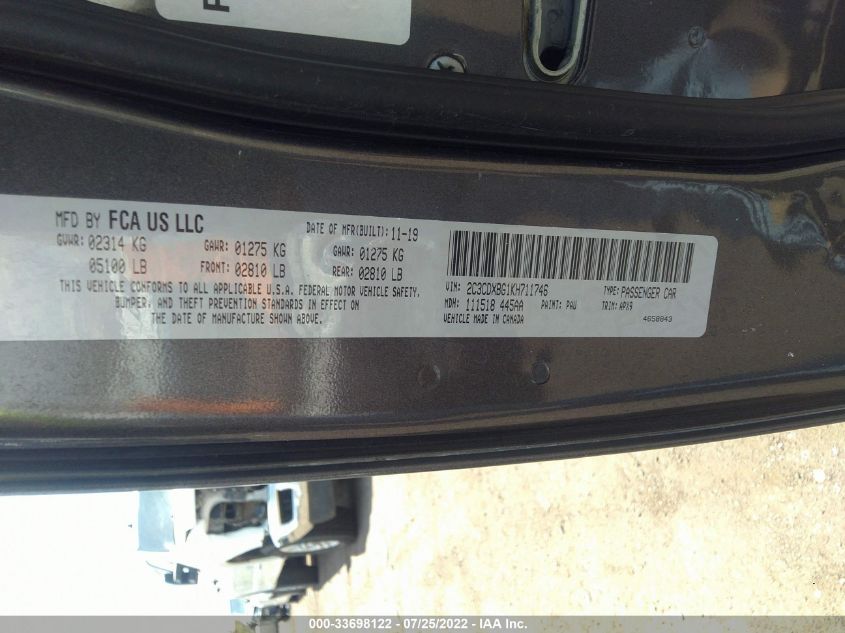 MFD BY FCA US LLC
DATE OF MFR(BUILT): 11-19
GVWR: 02314 KG GAWR: 01275 KG GAWR: 01275 KG
05100 LB FRONT: 02810 LB REAR: 02810 LB
THIS VEHICLE CONFORMS TO ALL APPLICABLE U.S.A. FEDERAL MOTOR VEHICLE SAFETY,
BUMPER, AND THEFT PREVENTION STANDARDS IN EFFECT ON
THE DATE OF MANUFACTURE SHOWN ABOVE.
VIN: 2C3CDXBG1KH711746 TYPE: PASSENGER CAR
MDH: 111518 445AA PAINT: PAU TRIM: APX9
VEHICLE MADE IN CANADA 4658843
000-33698122 / 07/25/2022 - IAA Inc.